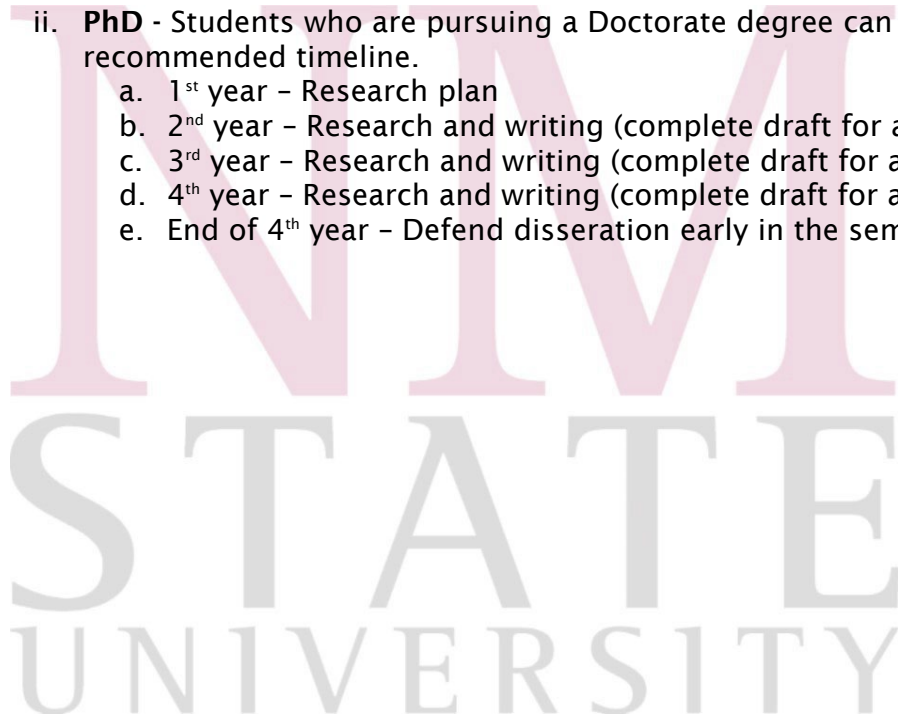 ii. PhD - Students who are pursuing a Doctorate degree can
recommended timeline.
a. 1st year – Research plan
b. 2nd year – Research and writing (complete draft for a
c. 3rd year – Research and writing (complete draft for a
d. 4th year – Research and writing (complete draft for a
e. End of 4th year – Defend disseration early in the sem
NM
STATE
UNIVERSITY